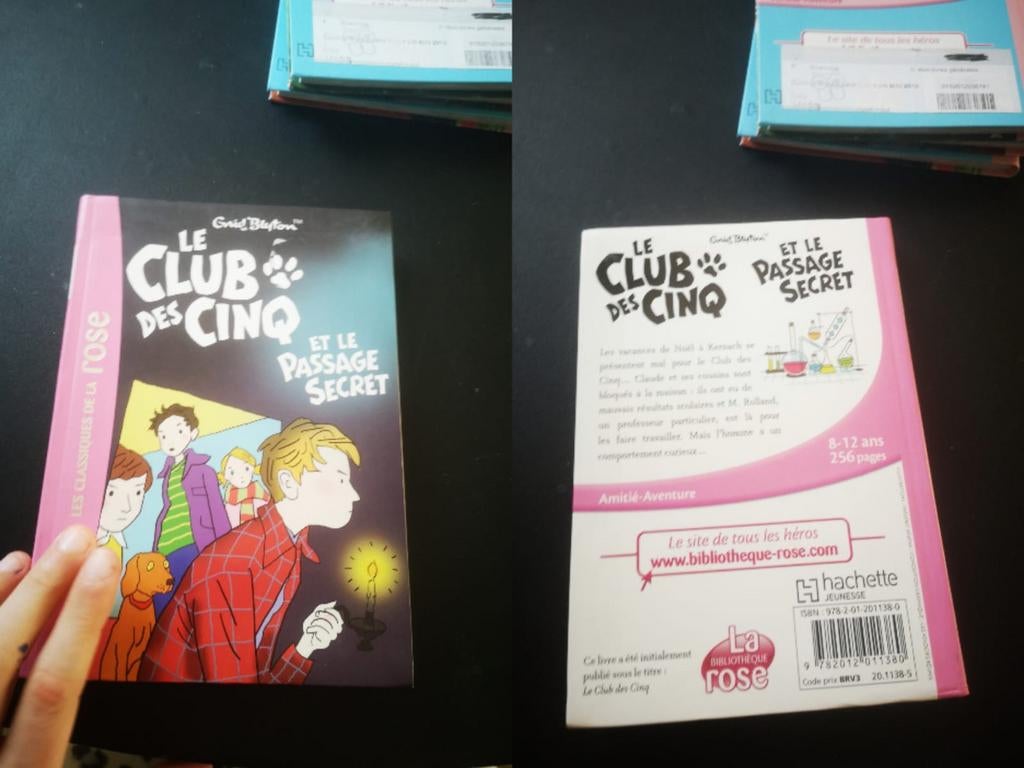 Enid Blyton™
LE
CLUB
DES CINQ
ET LE
PASSAGE
SECRET
LES CLASSIQUES DE LA rose
Le site de tous les héros
Enid Blyton™
LE
CLUB
DES CINQ
ET LE
PASSAGE
SECRET
Les vacances de Noël à Kernach se
présentent mal pour le Club des
Cinq... Claude et ses cousins sont
bloqués à la maison : ils ont eu de
mauvais résultats scolaires et M. Rolland,
un professeur particulier, est là pour
les faire travailler. Mais l'homme a un
comportement curieux...
8-12 ans
256 pages
Amitié-Aventure
Le site de tous les héros
www.bibliotheque-rose.com
hachette
JEUNESSE
ISBN : 978-2-01-201138-0
9 782012 011380
Code prix BRV3 20.1138-5
La
BIBLIOTHÈQUE
rose
Ce livre a été initialement
publié sous le titre :
Le Club des Cinq